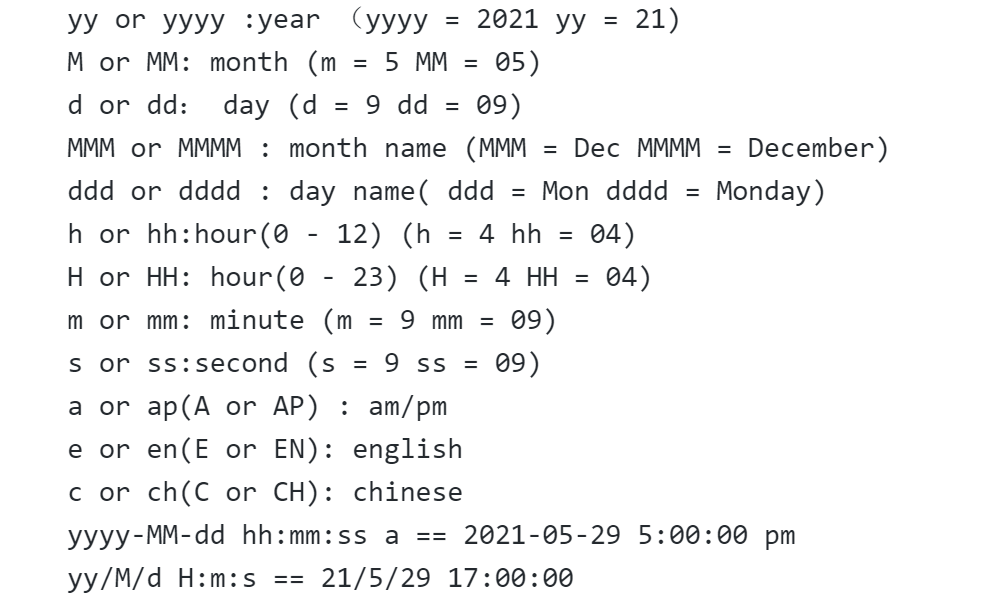 yy or yyyy :year （yyyy = 2021 yy = 21)
M or MM: month (m = 5 MM = 05)
d or dd： day (d = 9 dd = 09)
MMM or MMMM : month name (MMM = Dec MMMM = December)
ddd or dddd : day name( ddd = Mon dddd = Monday)
h or hh:hour(0 - 12) (h = 4 hh = 04)
H or HH: hour(0 - 23) (H = 4 HH = 04)
m or mm: minute (m = 9 mm = 09)
s or ss:second (s = 9 ss = 09)
a or ap(A or AP) : am/pm
e or en(E or EN): english
c or ch(C or CH): chinese
yyyy-MM-dd hh:mm:ss a == 2021-05-29 5:00:00 pm
yy/M/d H:m:s == 21/5/29 17:00:00